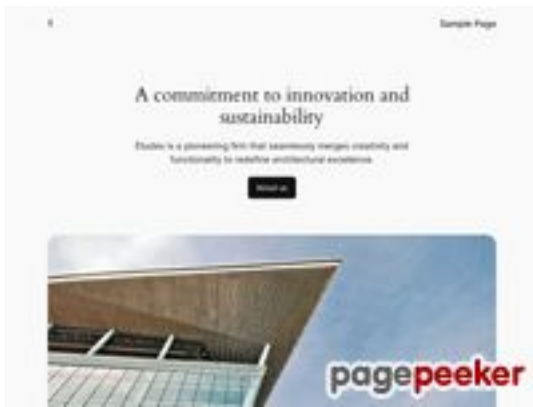 Sample Page
A commitment to innovation and
sustainability
Études is a pioneering firm that seamlessly merges creativity and
functionality to redefine architectural excellence.
About us
pagepeeker